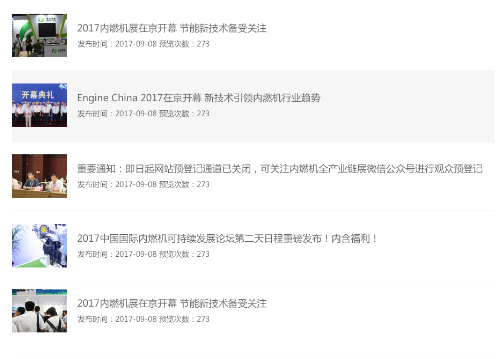 2017内燃机展在京开幕 节能新技术备受关注
发布时间：2017-09-08 预览次数：273
开幕典礼
Engine China 2017在京开幕 新技术引领内燃机行业趋势
发布时间：2017-09-08 预览次数：273
重要通知：即日起网站预登记通道已关闭，可关注内燃机全产业链展微信公众号进行观众预登记
发布时间：2017-09-08 预览次数：273
2017中国国际内燃机可持续发展论坛第二天日程重磅发布！内含福利！
发布时间：2017-09-08 预览次数：273
2017内燃机展在京开幕 节能新技术备受关注
发布时间：2017-09-08 预览次数：273